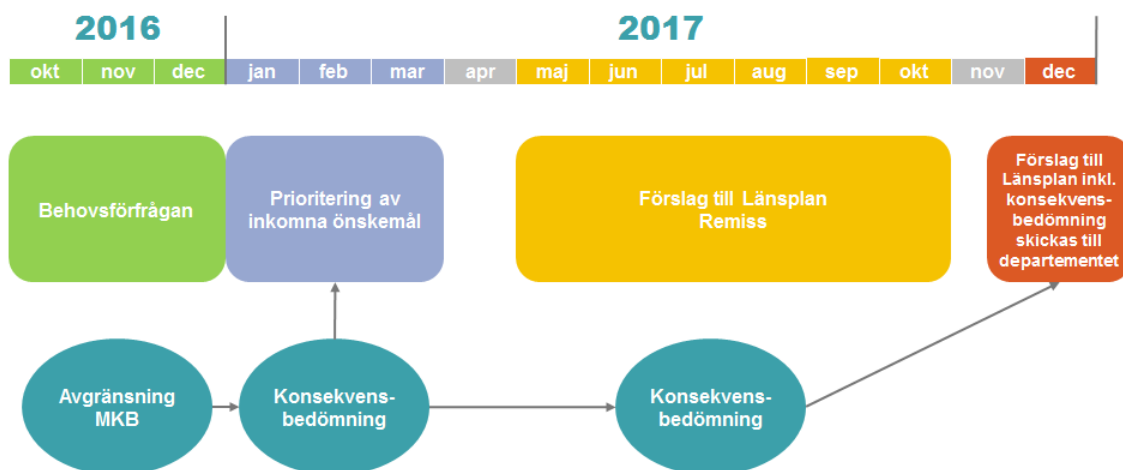 2016
2017
okt nov dec jan feb mar apr maj jun jul aug sep okt nov dec
Behovsförfrågan
Prioritering av
inkomna önskemål
Förslag till Länsplan
Remiss
Förslag till
Länsplan inkl.
konsekvens-
bedömning
skickas till
departementet
Avgränsning
MKB
Konsekvens-
bedömning
Konsekvens-
bedömning